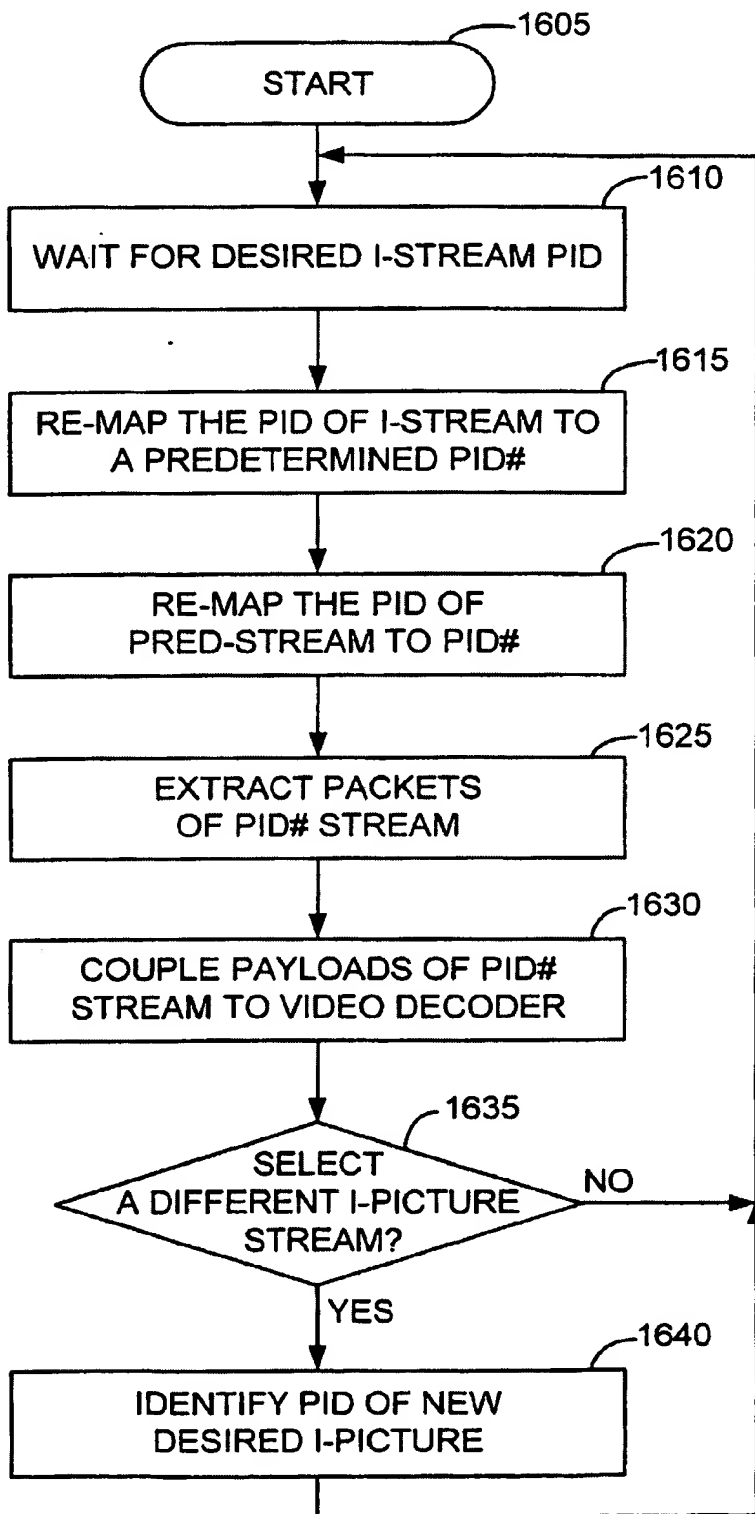 1605
START
1610
WAIT FOR DESIRED I-STREAM PID
1615
RE-MAP THE PID OF I-STREAM TO
A PREDETERMINED PID#
1620
RE-MAP THE PID OF
PRED-STREAM TO PID#
1625
EXTRACT PACKETS
OF PID# STREAM
1630
COUPLE PAYLOADS OF PID#
STREAM TO VIDEO DECODER
1635
SELECT
A DIFFERENT I-PICTURE
STREAM?
NO
YES
1640
IDENTIFY PID OF NEW
DESIRED I-PICTURE